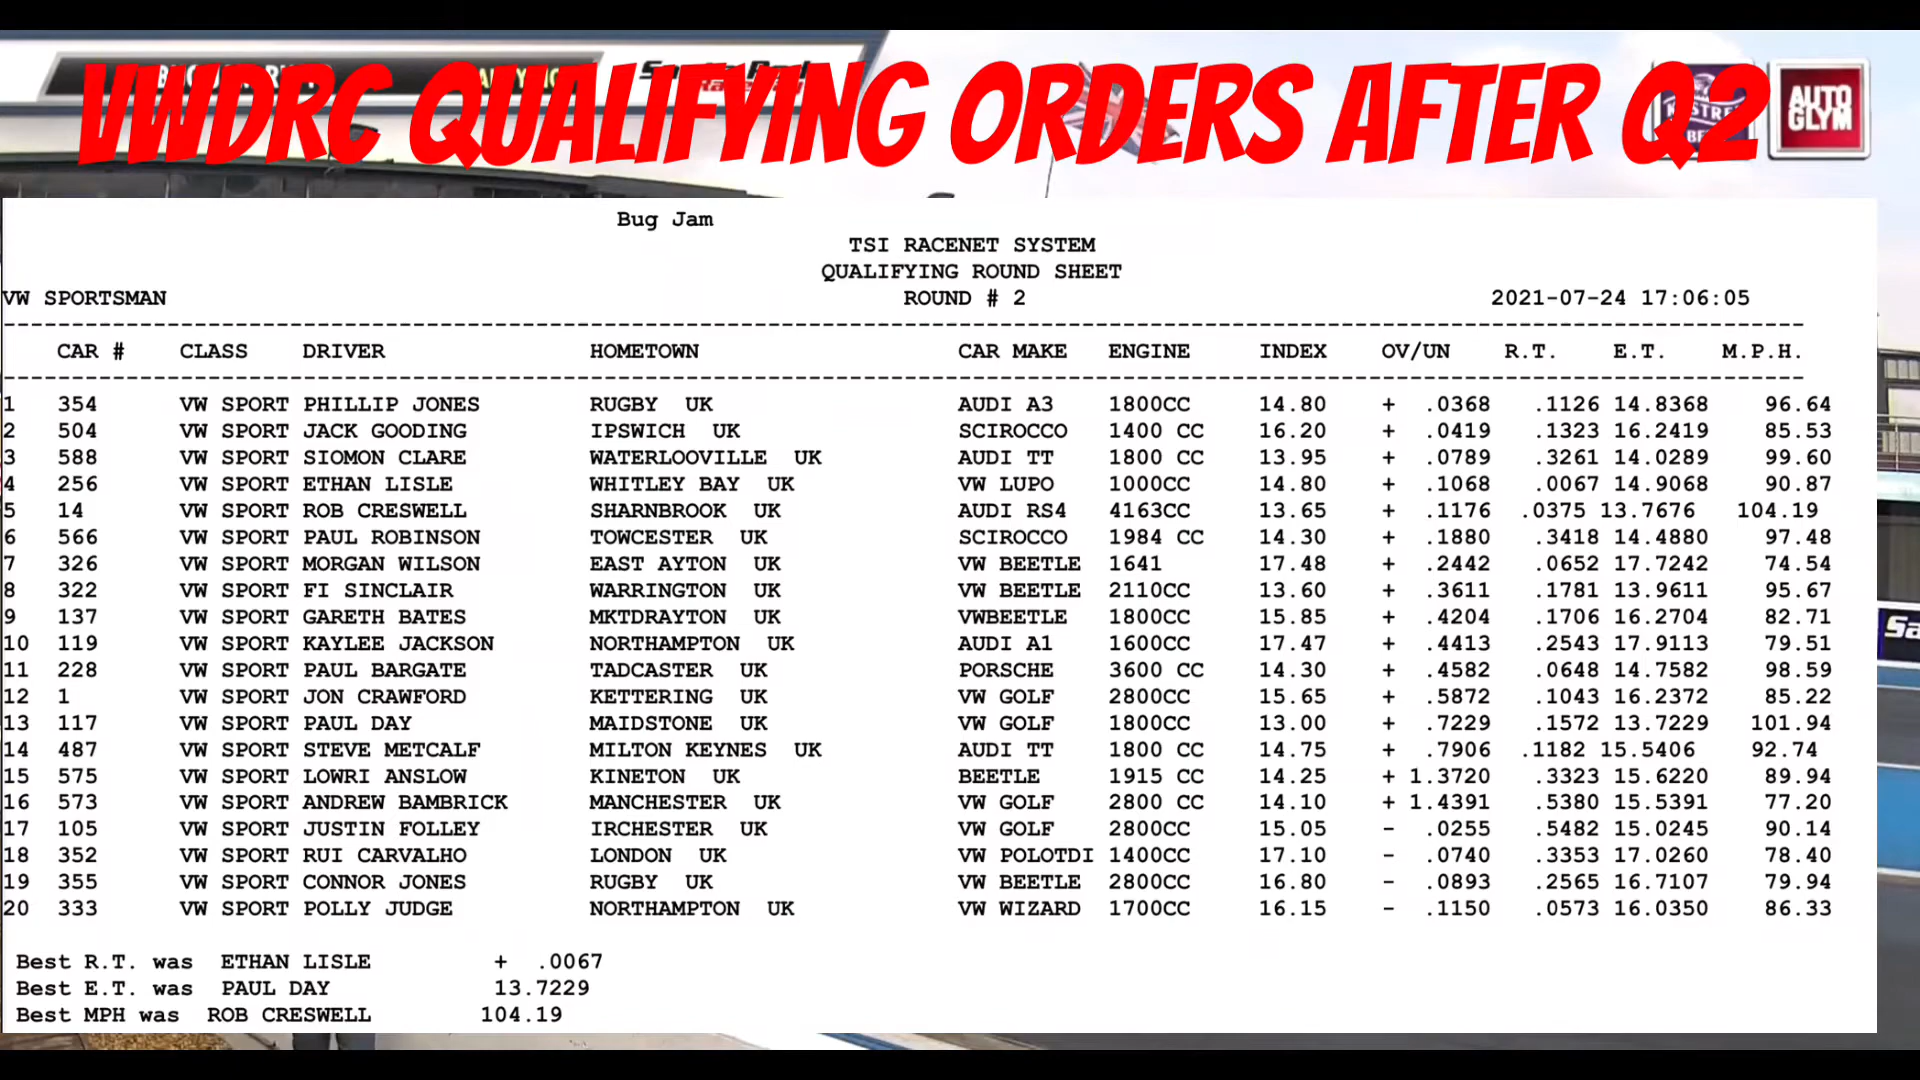 VWDRC QUALIFYING ORDERS AFTER Q2
AUTO
GLYM
Bug Jam
TSI RACENET SYSTEM
QUALIFYING ROUND SHEET
VW SPORTSMAN ROUND # 2 2021-07-24 17:06:05
CAR # CLASS DRIVER HOMETOWN CAR MAKE ENGINE INDEX OV/UN R.T. E.T. M.P.H.
1 354 VW SPORT PHILLIP JONES RUGBY UK AUDI A3 1800CC 14.80 + .0368 .1126 14.8368 96.64
2 504 VW SPORT JACK GOODING IPSWICH UK SCIROCCO 1400 CC 16.20 + .0419 .1323 16.2419 85.53
3 588 VW SPORT SIOMON CLARE WATERLOOVILLE UK AUDI TT 1800 CC 13.95 + .0789 .3261 14.0289 99.60
4 256 VW SPORT ETHAN LISLE WHITLEY BAY UK VW LUPO 1000CC 14.80 + .1068 .0067 14.9068 90.87
5 14 VW SPORT ROB CRESWELL SHARNBROOK UK AUDI RS4 4163CC 13.65 + .1176 .0375 13.7676 104.19
6 566 VW SPORT PAUL ROBINSON TOWCESTER UK SCIROCCO 1984 CC 14.30 + .1880 .3418 14.4880 97.48
7 326 VW SPORT MORGAN WILSON EAST AYTON UK VW BEETLE 1641 17.48 + .2442 .0652 17.7242 74.54
8 322 VW SPORT FI SINCLAIR WARRINGTON UK VW BEETLE 2110CC 13.60 + .3611 .1781 13.9611 95.67
9 137 VW SPORT GARETH BATES MKTDRAYTON UK VWBEETLE 1800CC 15.85 + .4204 .1706 16.2704 82.71
10 119 VW SPORT KAYLEE JACKSON NORTHAMPTON UK AUDI A1 1600CC 17.47 + .4413 .2543 17.9113 79.51
11 228 VW SPORT PAUL BARGATE TADCASTER UK PORSCHE 3600 CC 14.30 + .4582 .0648 14.7582 98.59
12 1 VW SPORT JON CRAWFORD KETTERING UK VW GOLF 2800CC 15.65 + .5872 .1043 16.2372 85.22
13 117 VW SPORT PAUL DAY MAIDSTONE UK VW GOLF 1800CC 13.00 + .7229 .1572 13.7229 101.94
14 487 VW SPORT STEVE METCALF MILTON KEYNES UK AUDI TT 1800 CC 14.75 + .7906 .1182 15.5406 92.74
15 575 VW SPORT LOWRI ANSLOW KINETON UK BEETLE 1915 CC 14.25 + 1.3720 .3323 15.6220 89.94
16 573 VW SPORT ANDREW BAMBRICK MANCHESTER UK VW GOLF 2800 CC 14.10 + 1.4391 .5380 15.5391 77.20
17 105 VW SPORT JUSTIN FOLLEY IRCHESTER UK VW GOLF 2800CC 15.05 - .0255 .5482 15.0245 90.14
18 352 VW SPORT RUI CARVALHO LONDON UK VW POLOTDI 1400CC 17.10 - .0740 .3353 17.0260 78.40
19 355 VW SPORT CONNOR JONES RUGBY UK VW BEETLE 2800CC 16.80 - .0893 .2565 16.7107 79.94
20 333 VW SPORT POLLY JUDGE NORTHAMPTON UK VW WIZARD 1700CC 16.15 - .1150 .0573 16.0350 86.33
Best R.T. was ETHAN LISLE + .0067
Best E.T. was PAUL DAY 13.7229
Best MPH was ROB CRESWELL 104.19